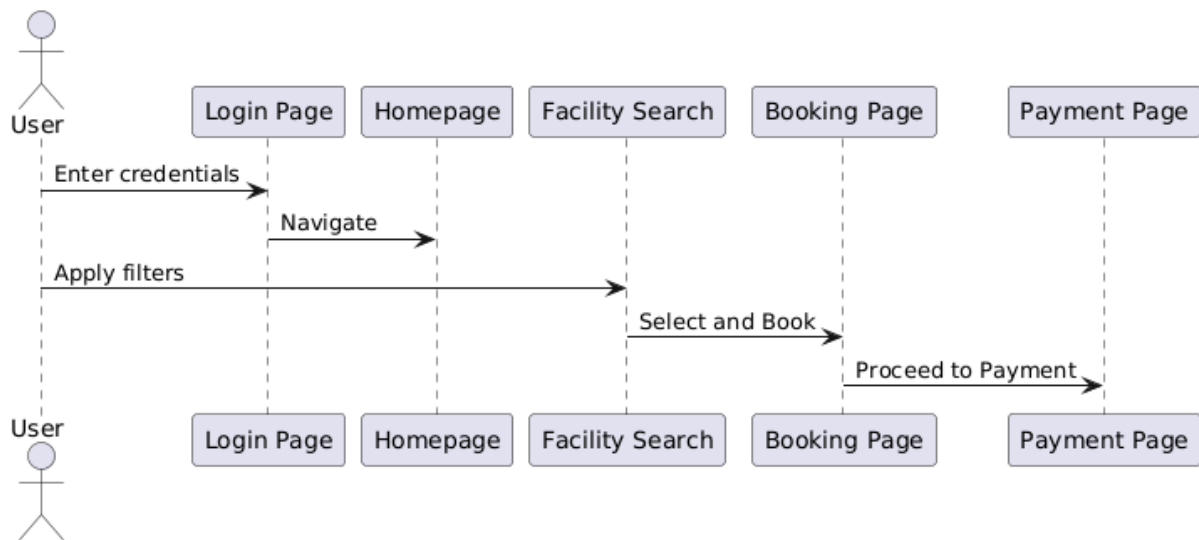 User
Login Page
Homepage
Facility Search
Booking Page
Payment Page
Enter credentials
Navigate
Apply filters
Select and Book
Proceed to Payment
User
Login Page
Homepage
Facility Search
Booking Page
Payment Page